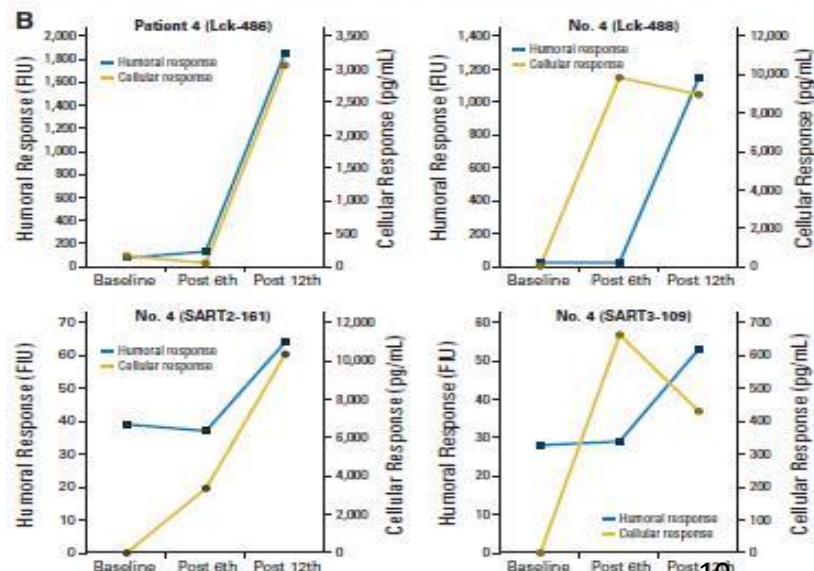 B
Patient 4 (Lck-486)
2,000
1,800
1,600
1,400
1,200
1,000
800
600
400
200
0
Humoral Response (FIU)
Humoral response
Cellular response
3,500
3,000
2,500
2,000
1,500
1,000
500
0
Cellular Response (pg/mL)
Baseline Post 6th Post 12th
No. 4 (Lck-488)
1,400
1,200
1,000
800
600
400
200
0
Humoral Response (FIU)
Humoral response
Cellular response
12,000
10,000
8,000
6,000
4,000
2,000
0
Cellular Response (pg/mL)
Baseline Post 6th Post 12th
No. 4 (SART2-161)
70
60
50
40
30
20
10
0
Humoral Response (FIU)
Humoral response
Cellular response
12,000
10,000
8,000
6,000
4,000
2,000
0
Cellular Response (pg/mL)
Baseline Post 6th Post 12th
No. 4 (SART3-109)
60
50
40
30
20
10
0
Humoral Response (FIU)
Humoral response
Cellular response
700
600
500
400
300
200
100
0
Cellular Response (pg/mL)
Baseline Post 6th Post 12th